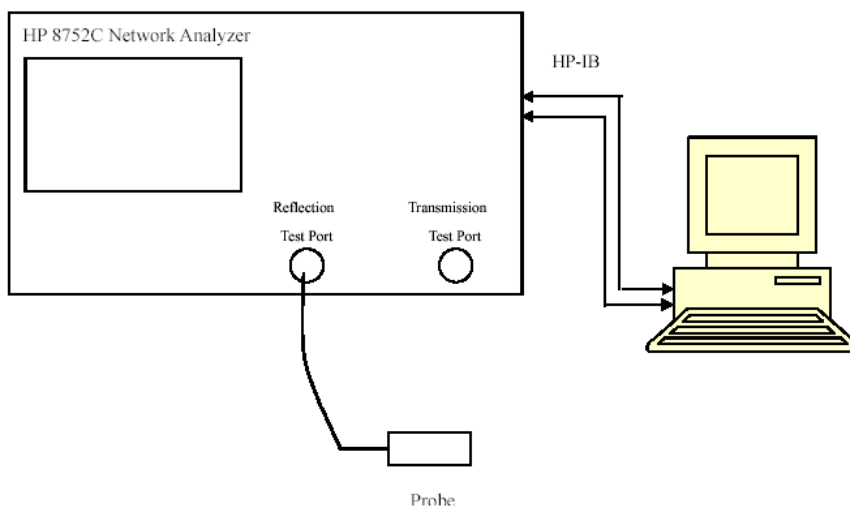 HP 8752C Network Analyzer
HP-IB
Reflection
Test Port
Transmission
Test Port
Probe